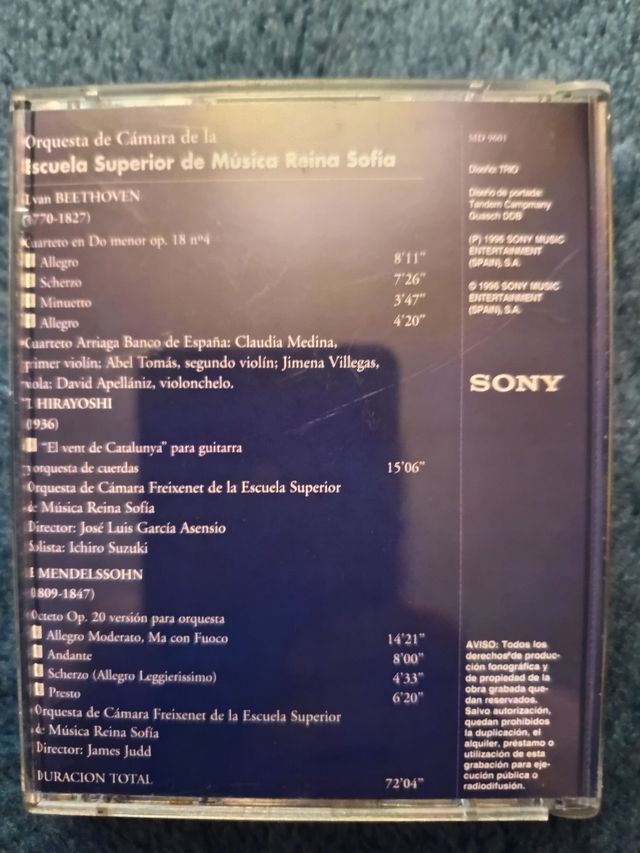 Orquesta de Cámara de la
Escuela Superior de Música Reina Sofía
L van BEETHOVEN
(1770-1827)
Cuarteto en Do menor op. 18 nº4
Allegro 8'11"
Scherzo 7'26"
Minuetto 3'47"
Allegro 4'20"
Cuarteto Arriaga Banco de España: Claudia Medina,
primer violín: Abel Tomás, segundo violín; Jimena Villegas,
viola: David Apellániz, violonchelo.
HIRAYOSHI
(1936)
"El vent de Catalunya" para guitarra
y orquesta de cuerdas 15'06"
Orquesta de Cámara Freixenet de la Escuela Superior
de Música Reina Sofía
Director: José Luis García Asensio
Solista: Ichiro Suzuki
MENDELSSOHN
(1809-1847)
Octeto Op. 20 versión para orquesta
Allegro Moderato, Ma con Fuoco 14'21"
Andante 8'00"
Scherzo (Allegro Leggierissimo) 4'33"
Presto 6'20"
Orquesta de Cámara Freixenet de la Escuela Superior
de Música Reina Sofía
Director: James Judd
DURACION TOTAL 72'04"
MD 9601
Diseño: TRIO
Diseño de portada:
Tandem Campmany
Guasch DDB
(P) 1996 SONY MUSIC
ENTERTAINMENT
(SPAIN), S.A.
© 1996 SONY MUSIC
ENTERTAINMENT
(SPAIN), S.A.
SONY
AVISO: Todos los
derechos de produc-
ción fonográfica y
de propiedad de la
obra grabada que-
dan reservados.
Salvo autorización,
quedan prohibidos
la duplicación, el
alquiler, préstamo o
utilización de esta
grabación para eje-
cución pública o
radiodifusión.